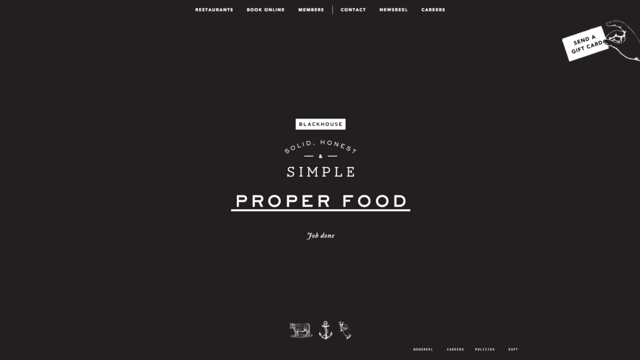 RESTAURANTS BOOK ONLINE MEMBERS CONTACT NEWSREEL CAREERS
SEND A
GIFT CARD
BLACKHOUSE
SOLID, HONEST
&
SIMPLE
PROPER FOOD
Job done
NEWSREEL CAREERS POLICIES SOFT